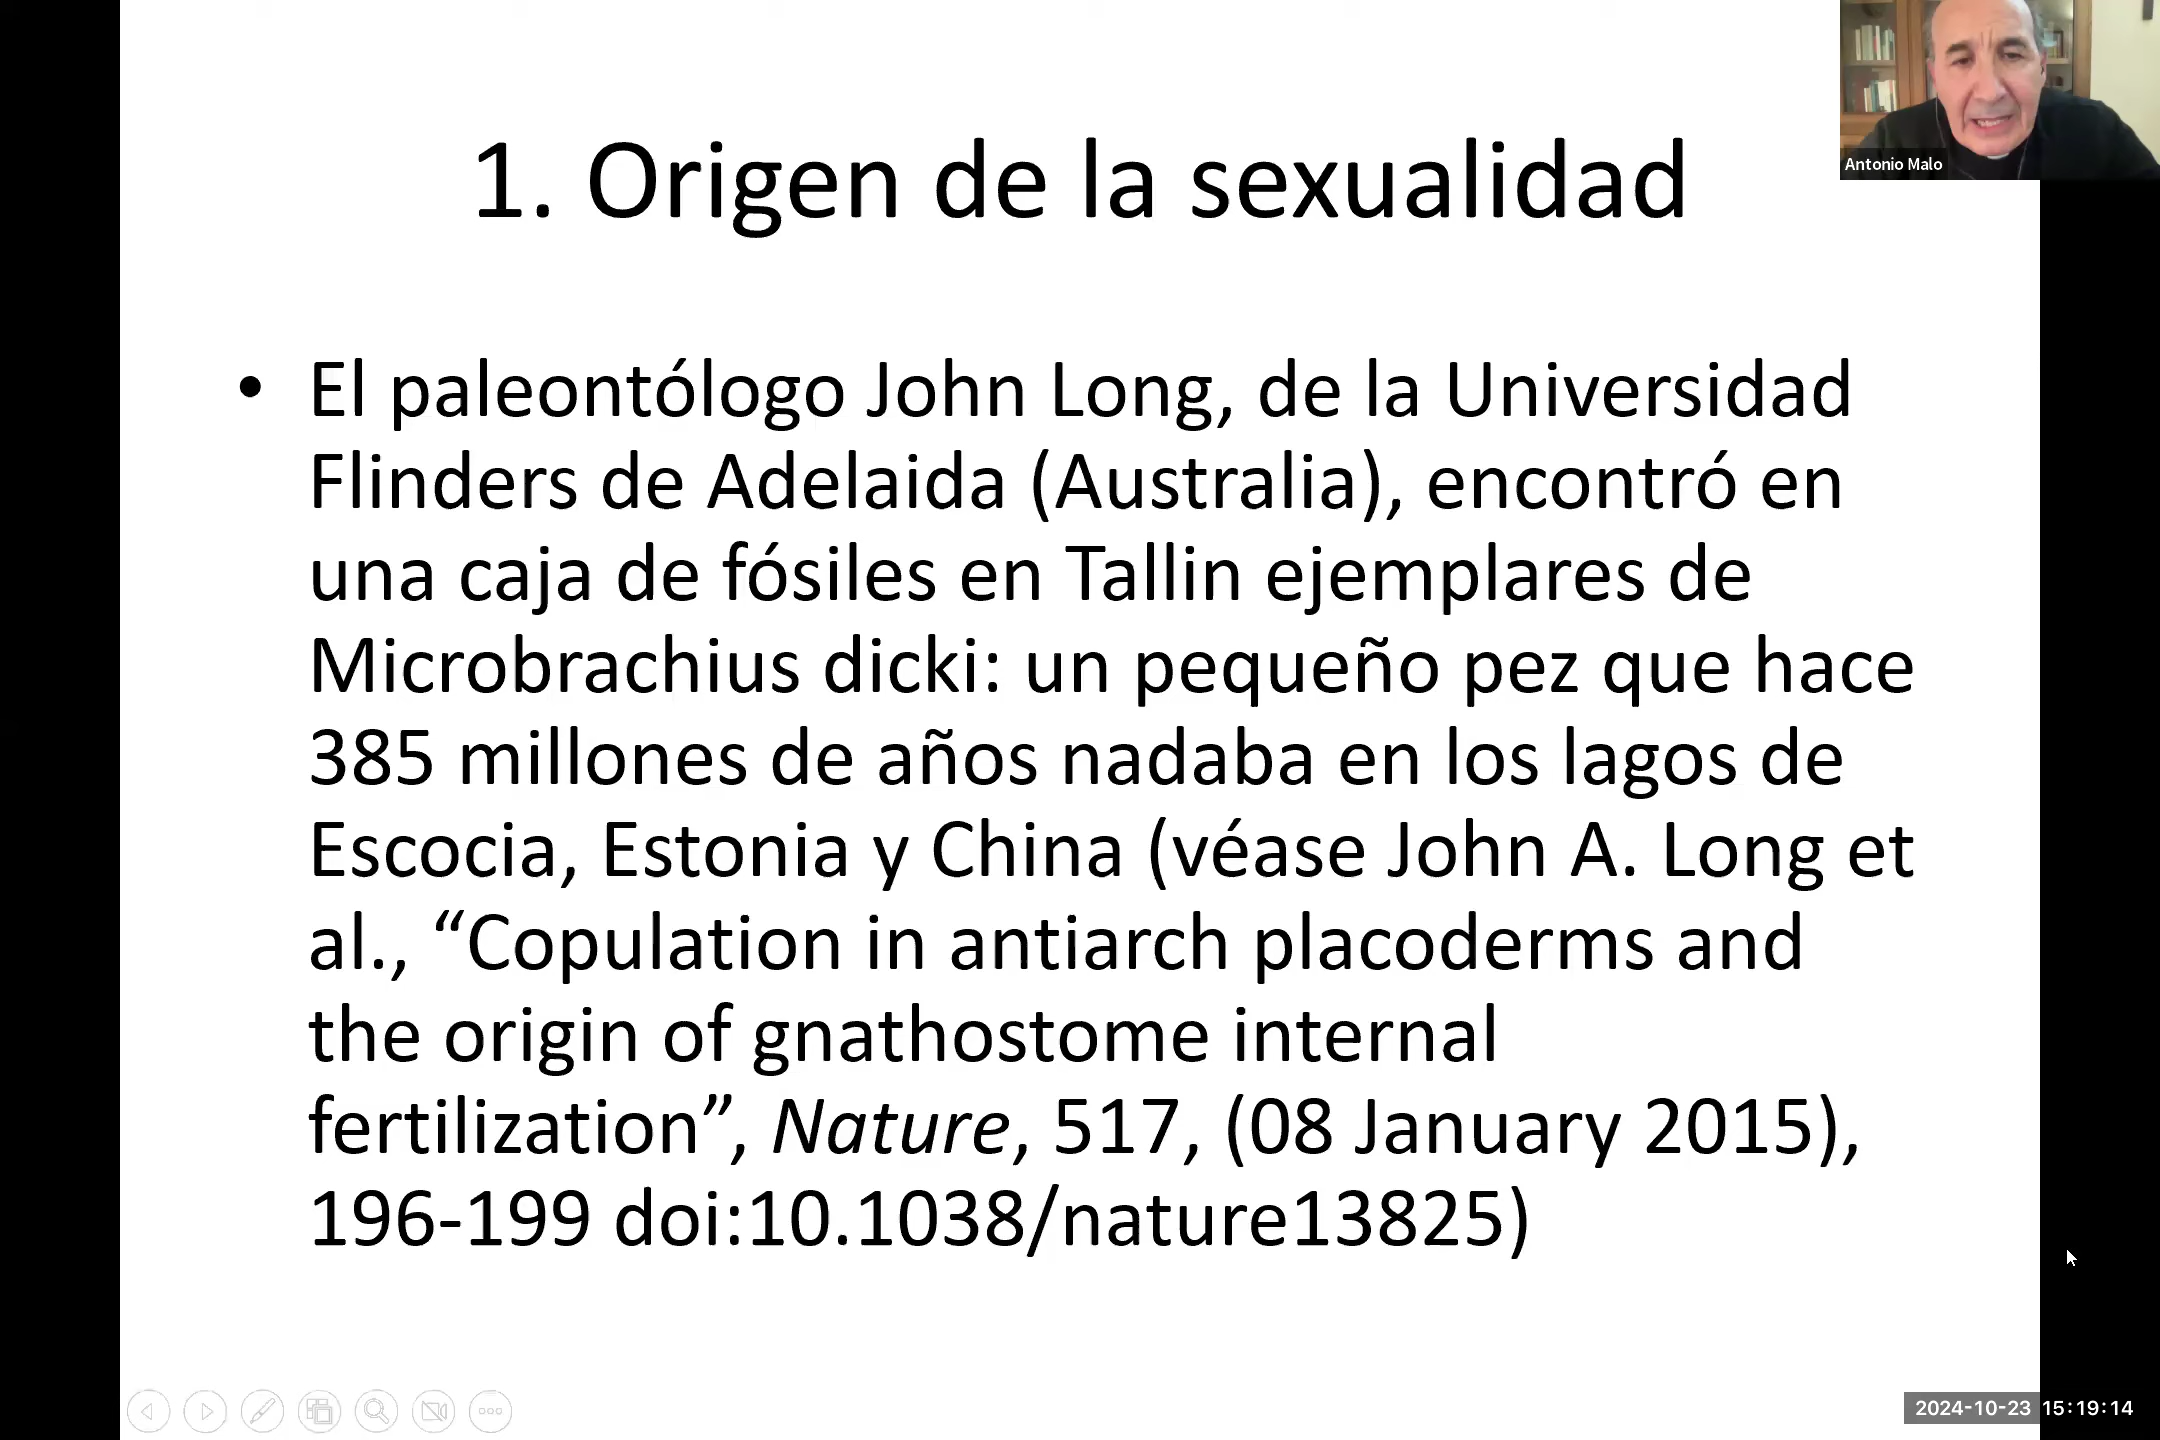 Antonio Malo
1. Origen de la sexualidad
• El paleontólogo John Long, de la Universidad
Flinders de Adelaida (Australia), encontró en
una caja de fósiles en Tallin ejemplares de
Microbrachius dicki: un pequeño pez que hace
385 millones de años nadaba en los lagos de
Escocia, Estonia y China (véase John A. Long et
al., “Copulation in antiarch placoderms and
the origin of gnathostome internal
fertilization”, Nature, 517, (08 January 2015),
196-199 doi:10.1038/nature13825)
2024-10-23 15:19:14